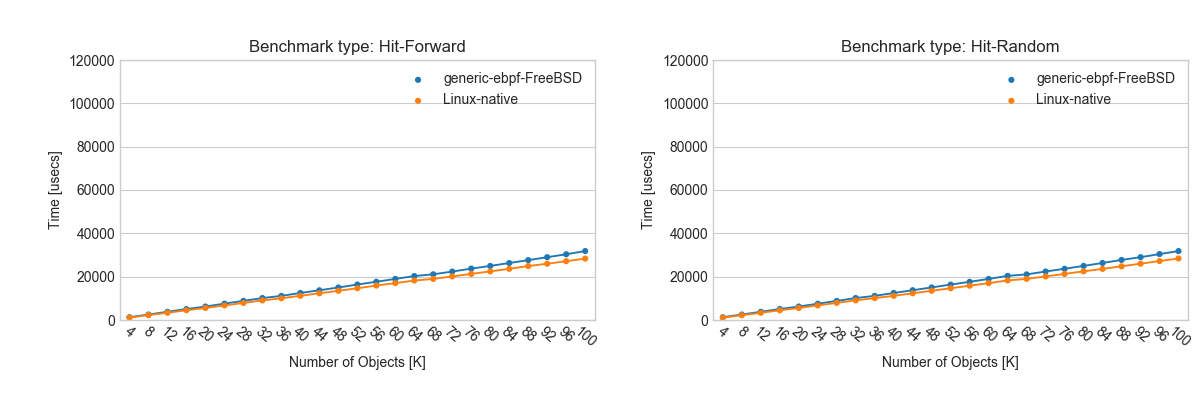 Benchmark type: Hit-Forward
120000
100000
80000
60000
40000
20000
0
Time [usecs]
generic-ebpf-FreeBSD
Linux-native
4 8 12 16 20 24 28 32 36 40 44 48 52 56 60 64 68 72 76 80 84 88 92 96 100
Number of Objects [K]
Benchmark type: Hit-Random
120000
100000
80000
60000
40000
20000
0
Time [usecs]
generic-ebpf-FreeBSD
Linux-native
4 8 12 16 20 24 28 32 36 40 44 48 52 56 60 64 68 72 76 80 84 88 92 96 100
Number of Objects [K]